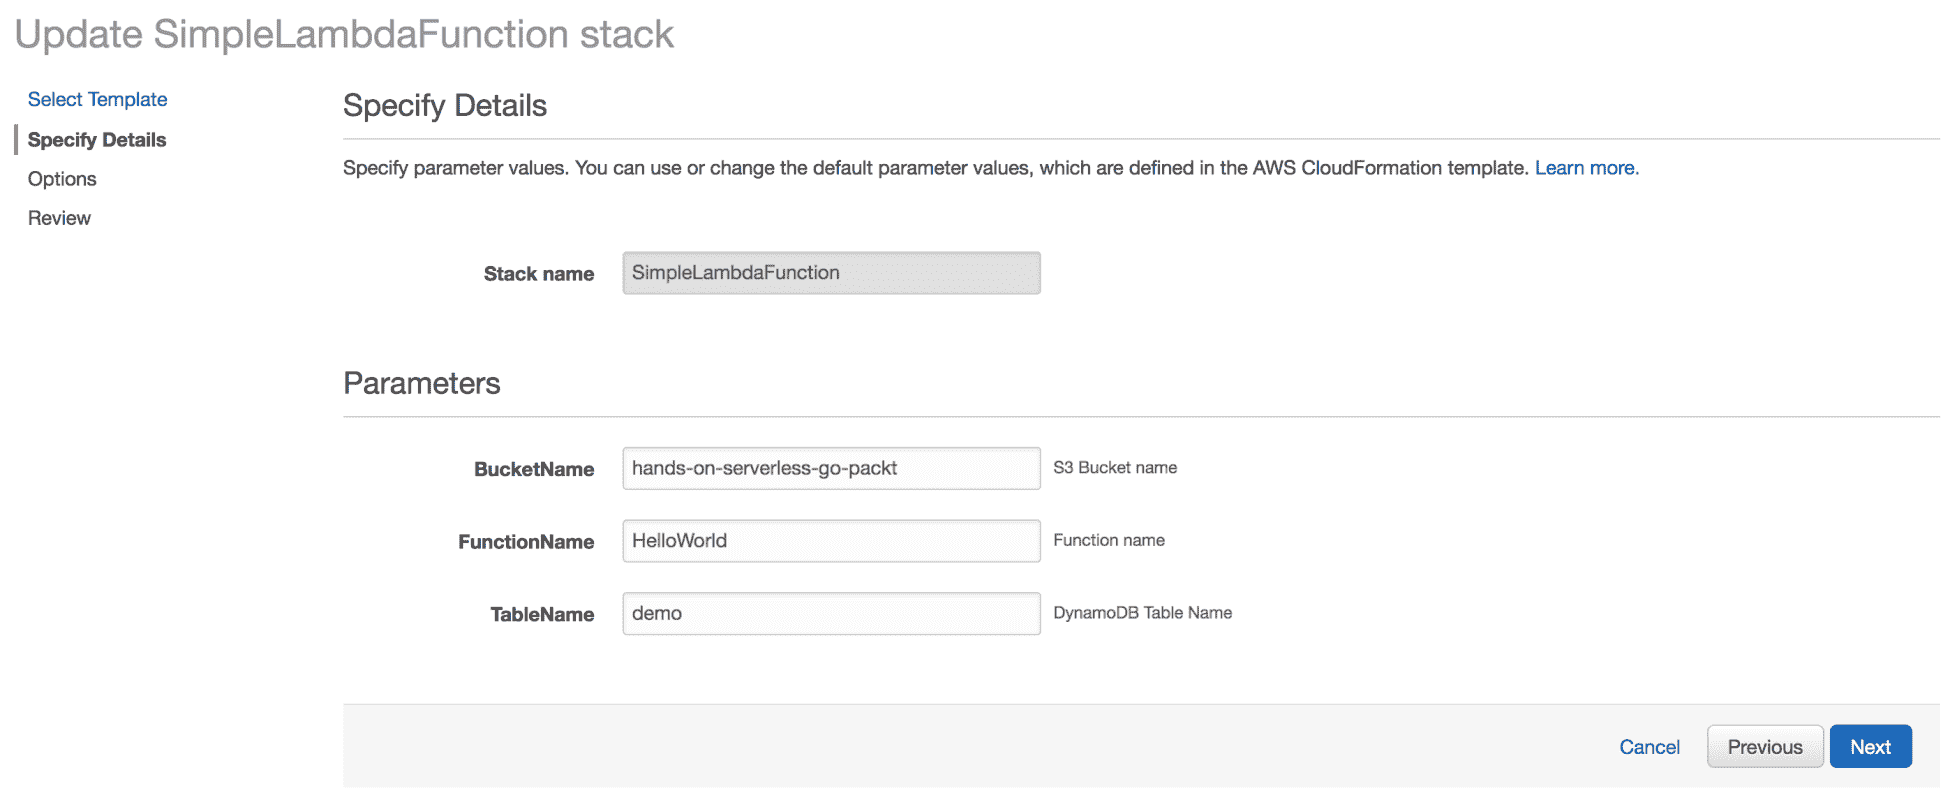 Update SimpleLambdaFunction stack
Select Template
Specify Details
Options
Review
Specify Details
Specify parameter values. You can use or change the default parameter values, which are defined in the AWS CloudFormation template. Learn more.
Stack name SimpleLambdaFunction
Parameters
BucketName hands-on-serverless-go-packt S3 Bucket name
FunctionName HelloWorld Function name
TableName demo DynamoDB Table Name
Cancel Previous Next